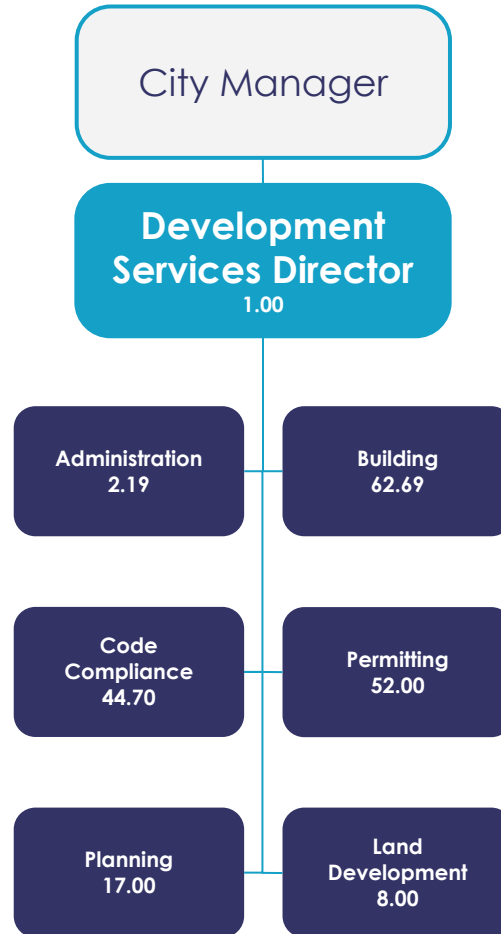 City Manager
Development
Services Director
1.00
Administration
2.19
Building
62.69
Code
Compliance
44.70
Permitting
52.00
Planning
17.00
Land
Development
8.00